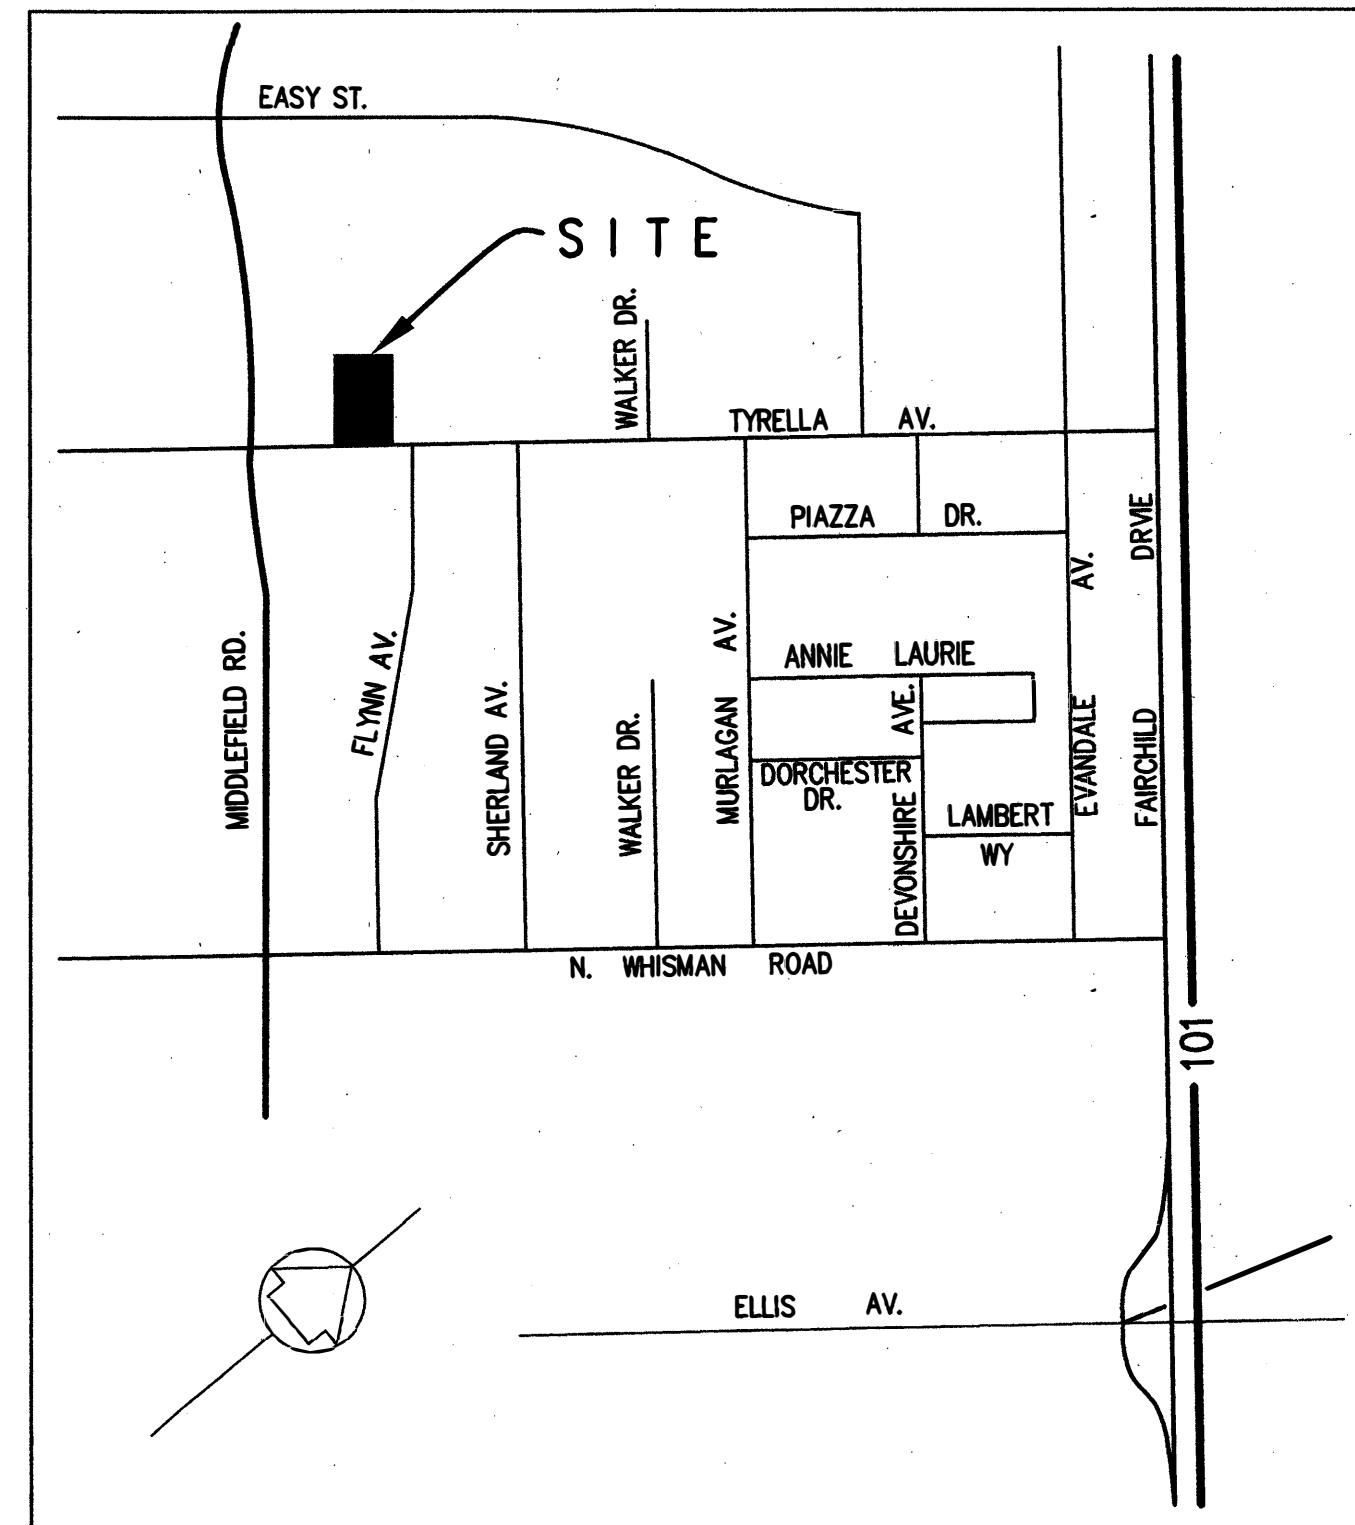 EASY ST.
SITE
WALKER DR.
TYRELLA AV.
PIAZZA DR.
DRVIE
AV.
AV.
ANNIE LAURIE
MIDDLEFIELD RD.
FLYNN AV.
SHERLAND AV.
WALKER DR.
MURLAGAN
AVE.
EVANDALE
FAIRCHILD
DORCHESTER
DR.
DEVONSHIRE
LAMBERT
WY
N. WHISMAN ROAD
101
ELLIS AV.